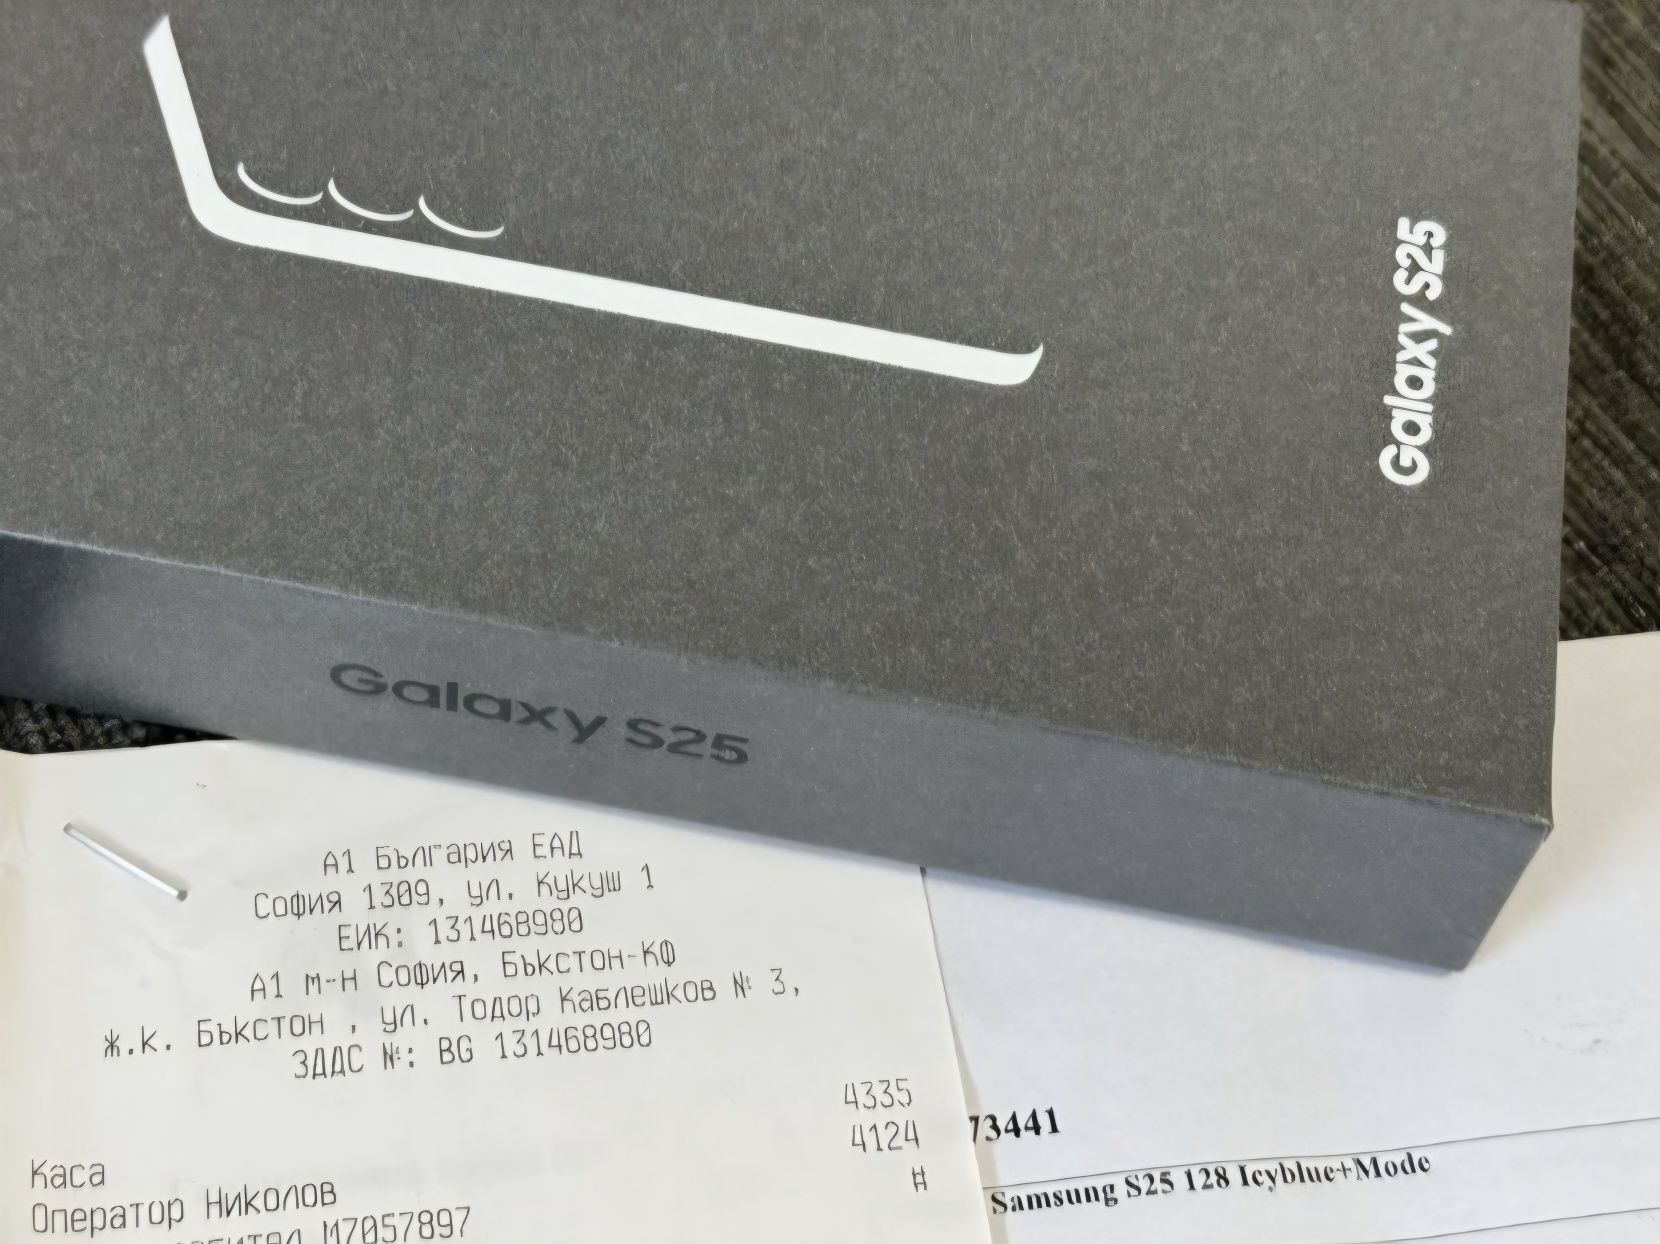 Galaxy S25
Galaxy S25
А1 България ЕАД
София 1309, ул. Кукуш 1
ЕИК: 131468980
А1 м-н София, Бъкстон-КФ
ж.к. Бъкстон , ул. Тодор Каблешков № 3,
ЗДДС №: BG 131468980
4335
Каса 4124
Оператор Николов #
М7057897
73441
Samsung S25 128 Icyblue+Mode